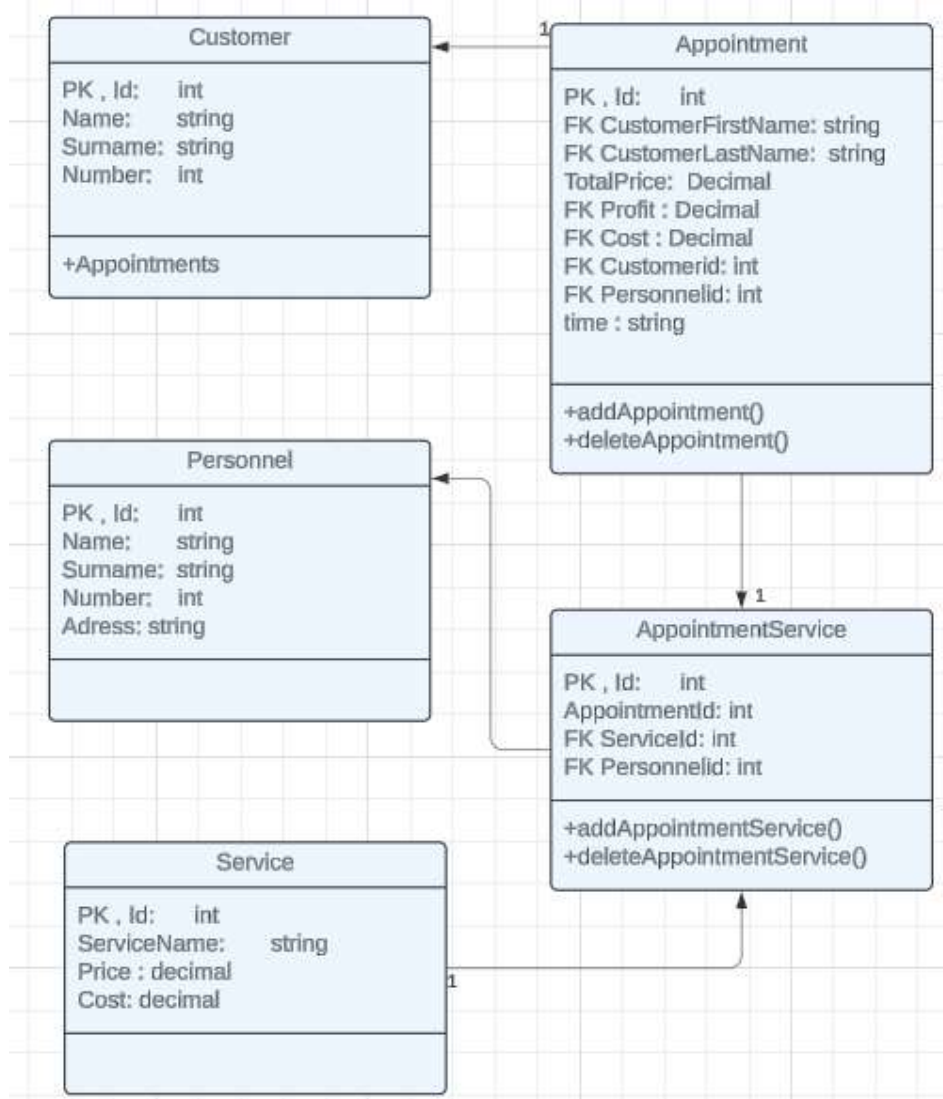 Customer
PK , Id: int
Name: string
Surname: string
Number: int
+Appointments
1
Appointment
PK , Id: int
FK CustomerFirstName: string
FK CustomerLastName: string
TotalPrice: Decimal
FK Profit : Decimal
FK Cost : Decimal
FK Customerid: int
FK Personnelid: int
time : string
+addAppointment()
+deleteAppointment()
Personnel
PK , Id: int
Name: string
Surname: string
Number: int
Adress: string
1
AppointmentService
PK , Id: int
AppointmentId: int
FK ServiceId: int
FK Personnelid: int
+addAppointmentService()
+deleteAppointmentService()
Service
PK , Id: int
ServiceName: string
Price : decimal
Cost: decimal
1